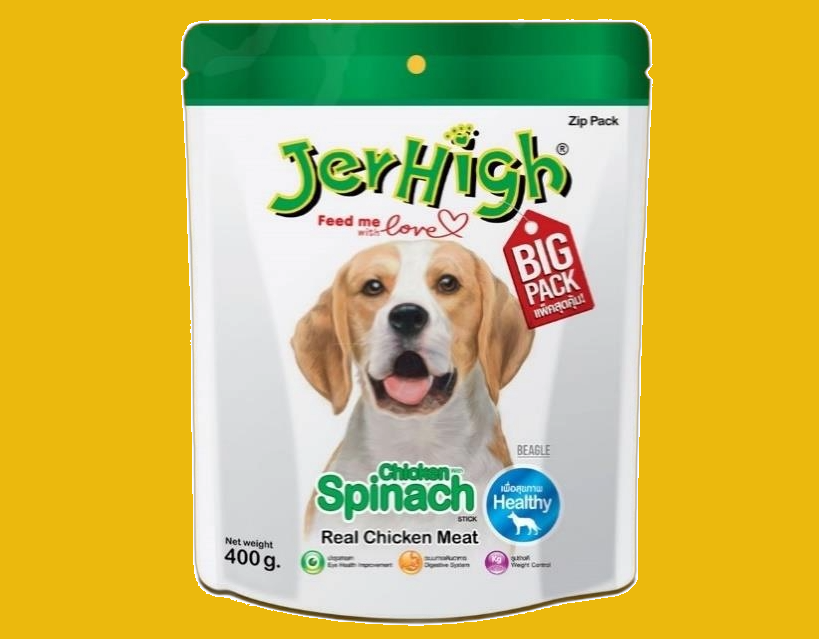 Zip Pack
JerHigh®
Feed me
with love
BIG
PACK
แพ็คสุดคุ้ม!
BEAGLE
Chicken
Spinach
STICK
เพื่อสุขภาพ
Healthy
Real Chicken Meat
Net weight
400 g.
Eye Health Improvement
Digestive System
Kg
Weight Control